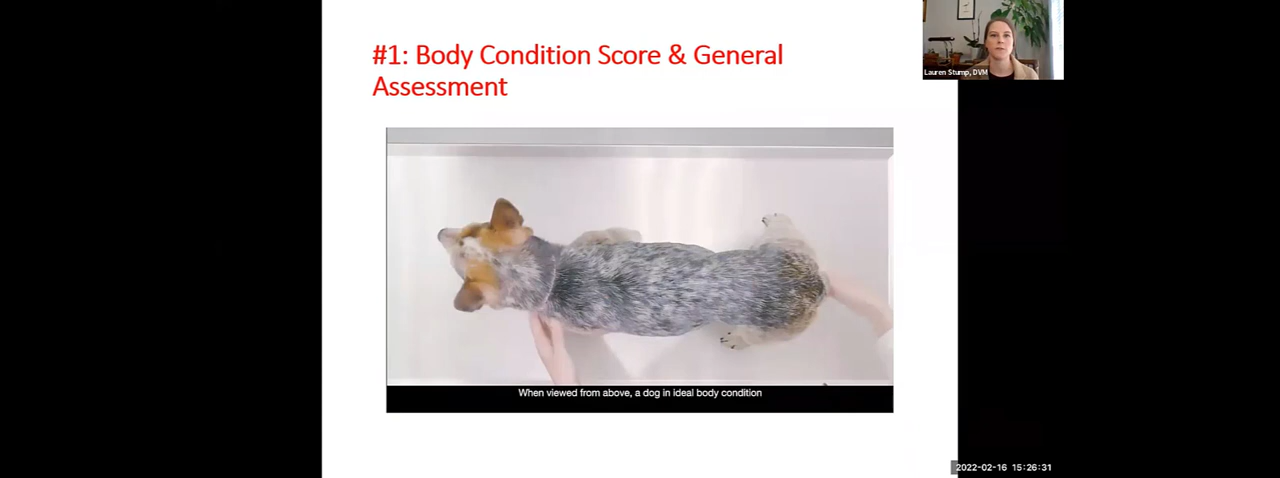 #1: Body Condition Score & General
Assessment
Lauren Stump, DVM
When viewed from above, a dog in ideal body condition
2022-02-16 15:26:31